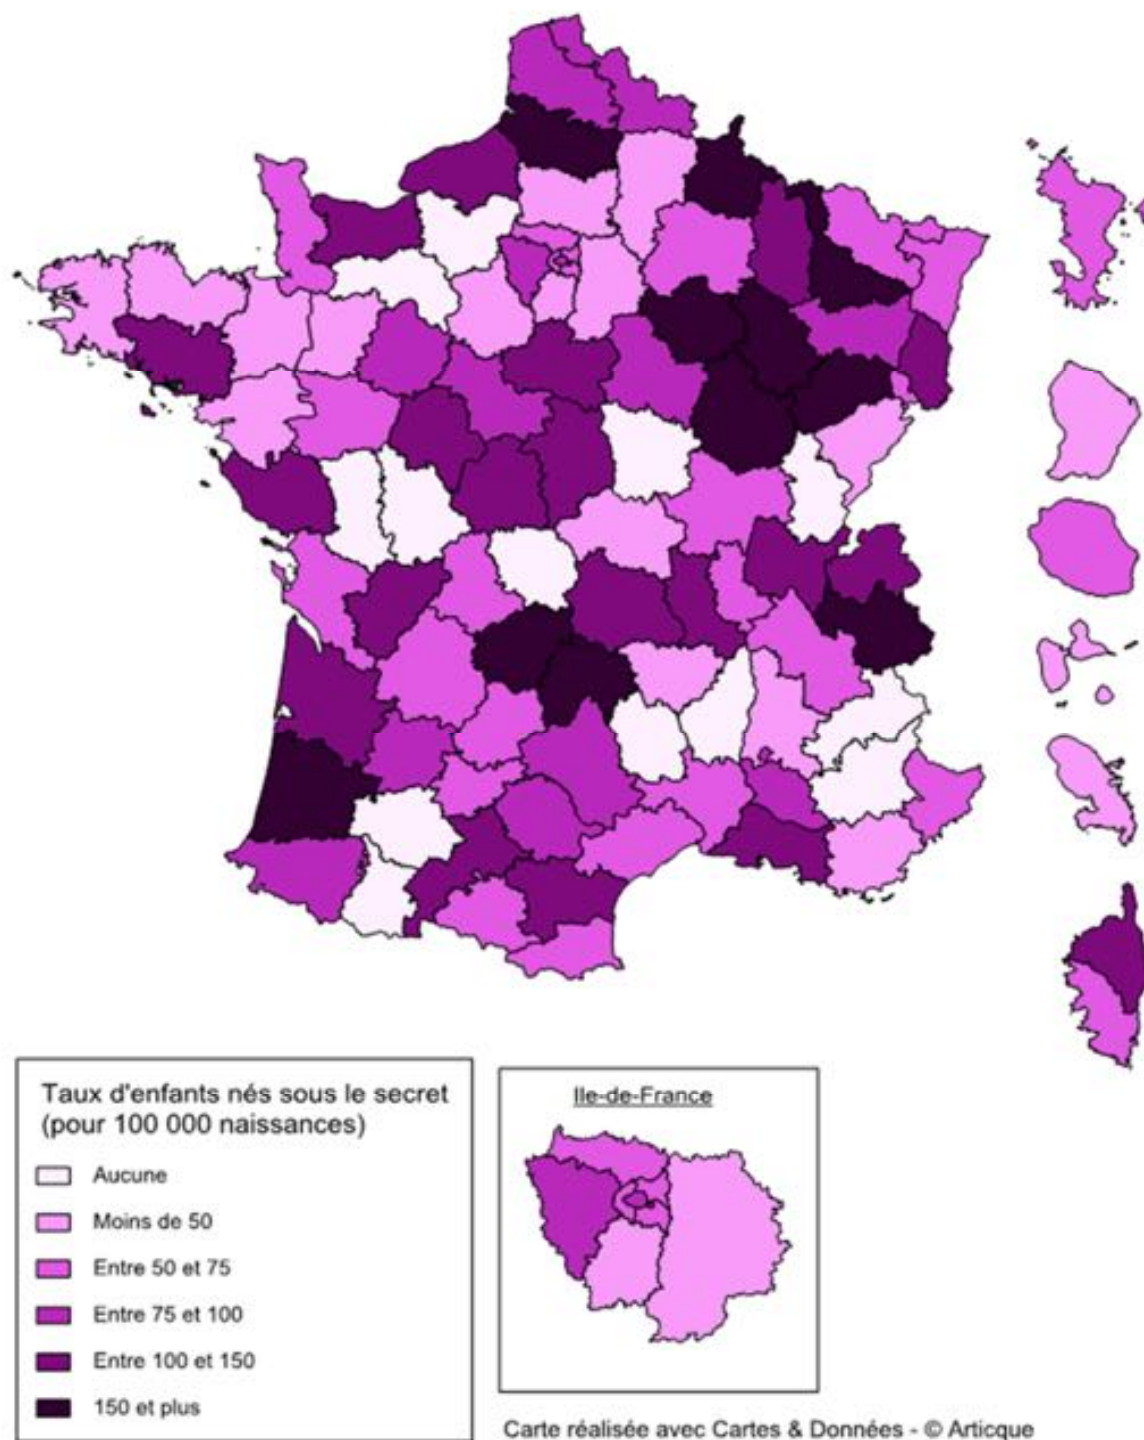 Taux d'enfants nés sous le secret
(pour 100 000 naissances)
Aucune
Moins de 50
Entre 50 et 75
Entre 75 et 100
Entre 100 et 150
150 et plus
Ile-de-France
Carte réalisée avec Cartes & Données - © Articque